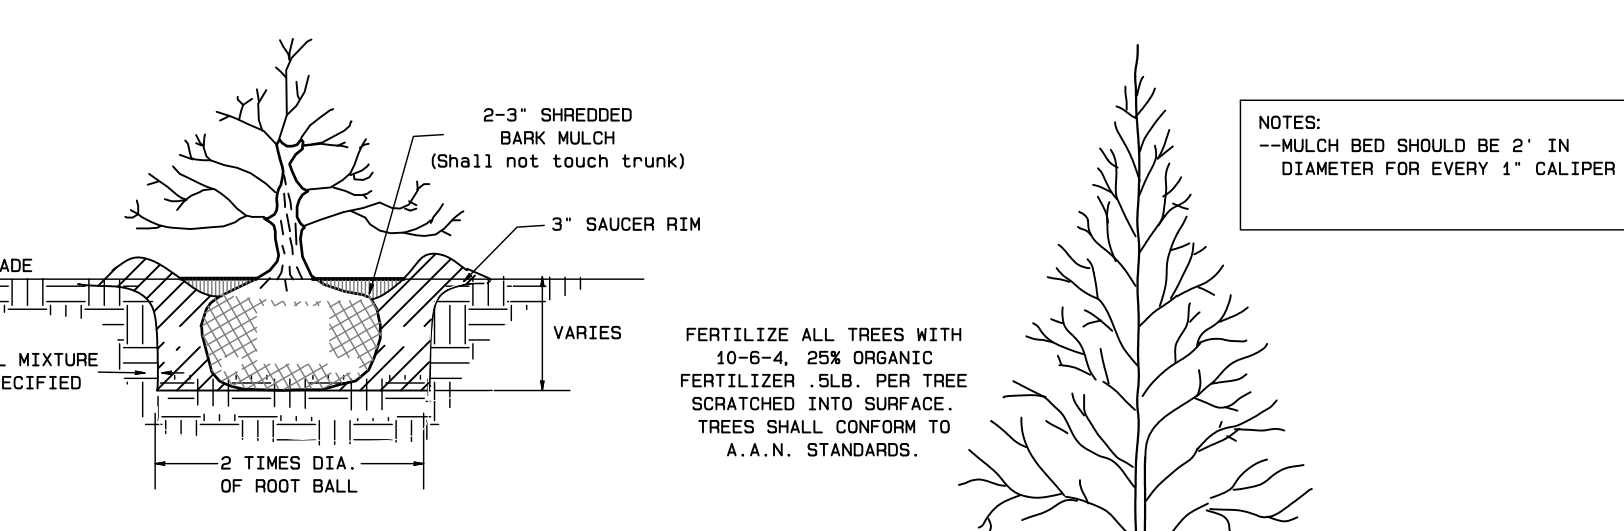 2-3" SHREDDED
BARK MULCH
(Shall not touch trunk)
3" SAUCER RIM
ADE
VARIES
L MIXTURE
ECIFIED
2 TIMES DIA.
OF ROOT BALL
FERTILIZE ALL TREES WITH
10-6-4, 25% ORGANIC
FERTILIZER .5LB. PER TREE
SCRATCHED INTO SURFACE.
TREES SHALL CONFORM TO
A.A.N. STANDARDS.
NOTES:
--MULCH BED SHOULD BE 2' IN
DIAMETER FOR EVERY 1" CALIPER